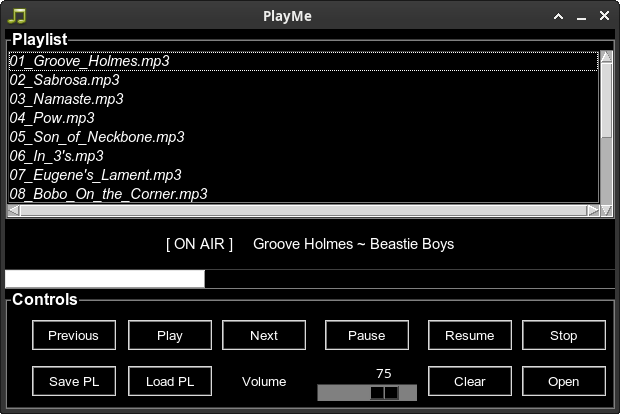 PlayMe
Playlist
01_Groove_Holmes.mp3
02_Sabrosa.mp3
03_Namaste.mp3
04_Pow.mp3
05_Son_of_Neckbone.mp3
06_In_3's.mp3
07_Eugene's_Lament.mp3
08_Bobo_On_the_Corner.mp3
[ ON AIR ] Groove Holmes ~ Beastie Boys
Controls
Previous Play Next Pause Resume Stop
75
Save PL Load PL Volume Clear Open